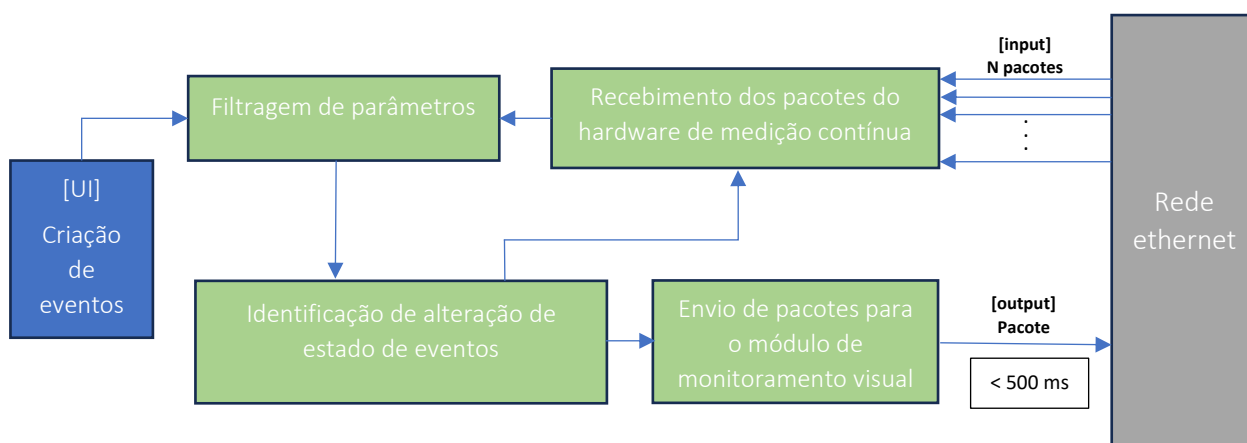 [input]
N pacotes
Filtragem de parâmetros
Recebimento dos pacotes do
hardware de medição contínua
.
.
.
[UI]
Criação
de
eventos
Rede
ethernet
Identificação de alteração de
estado de eventos
Envio de pacotes para
o módulo de
monitoramento visual
[output]
Pacote
< 500 ms